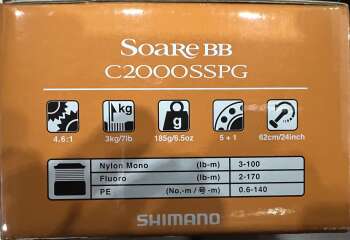 SOARE BB
C2000SSPG
kg
g
4.6:1
3kg/7lb
185g/6.5oz
5 + 1
62cm/24inch
Nylon Mono (lb-m) 3-100
Fluoro (lb-m) 2-170
PE (No.-m / 号-m) 0.6-140
SHIMANO